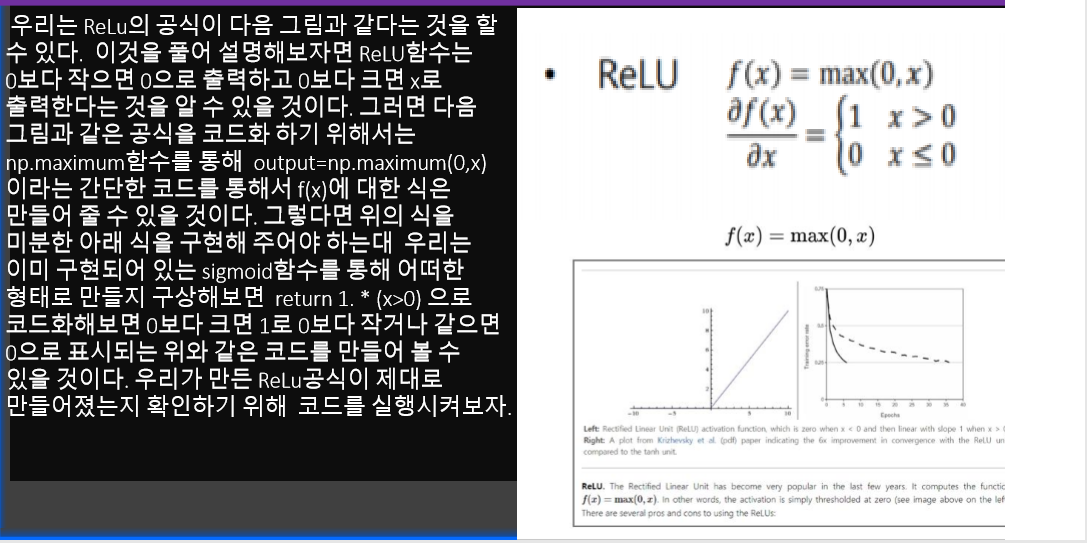 우리는 ReLu의 공식이 다음 그림과 같다는 것을 할
수 있다. 이것을 풀어 설명해보자면 ReLU함수는
0보다 작으면 0으로 출력하고 0보다 크면 x로
출력한다는 것을 알 수 있을 것이다. 그러면 다음
그림과 같은 공식을 코드화 하기 위해서는
np.maximum함수를 통해 output=np.maximum(0,x)
이라는 간단한 코드를 통해서 f(x)에 대한 식은
만들어 줄 수 있을 것이다. 그렇다면 위의 식을
미분한 아래 식을 구현해 주어야 하는대 우리는
이미 구현되어 있는 sigmoid함수를 통해 어떠한
형태로 만들지 구상해보면 return 1. * (x>0) 으로
코드화해보면 0보다 크면 1로 0보다 작거나 같으면
0으로 표시되는 위와 같은 코드를 만들어 볼 수
있을 것이다. 우리가 만든 ReLu공식이 제대로
만들어졌는지 확인하기 위해 코드를 실행시켜보자.
• ReLU f(x) = max(0, x)
∂f(x)/∂x = {1 x > 0
0 x ≤ 0
f(x) = max(0, x)
10
8
6
4
2
-10 -5 5 10
0.75
0.5
0.25
0
Training error rate
0 5 10 15 20 25 30 35 40
Epochs
Left: Rectified Linear Unit (ReLU) activation function, which is zero when x < 0 and then linear with slope 1 when x >
Right: A plot from Krizhevsky et al. (pdf) paper indicating the 6x improvement in convergence with the ReLU un
compared to the tanh unit.
ReLU. The Rectified Linear Unit has become very popular in the last few years. It computes the functic
f(x) = max(0, x). In other words, the activation is simply thresholded at zero (see image above on the lef
There are several pros and cons to using the ReLUs: